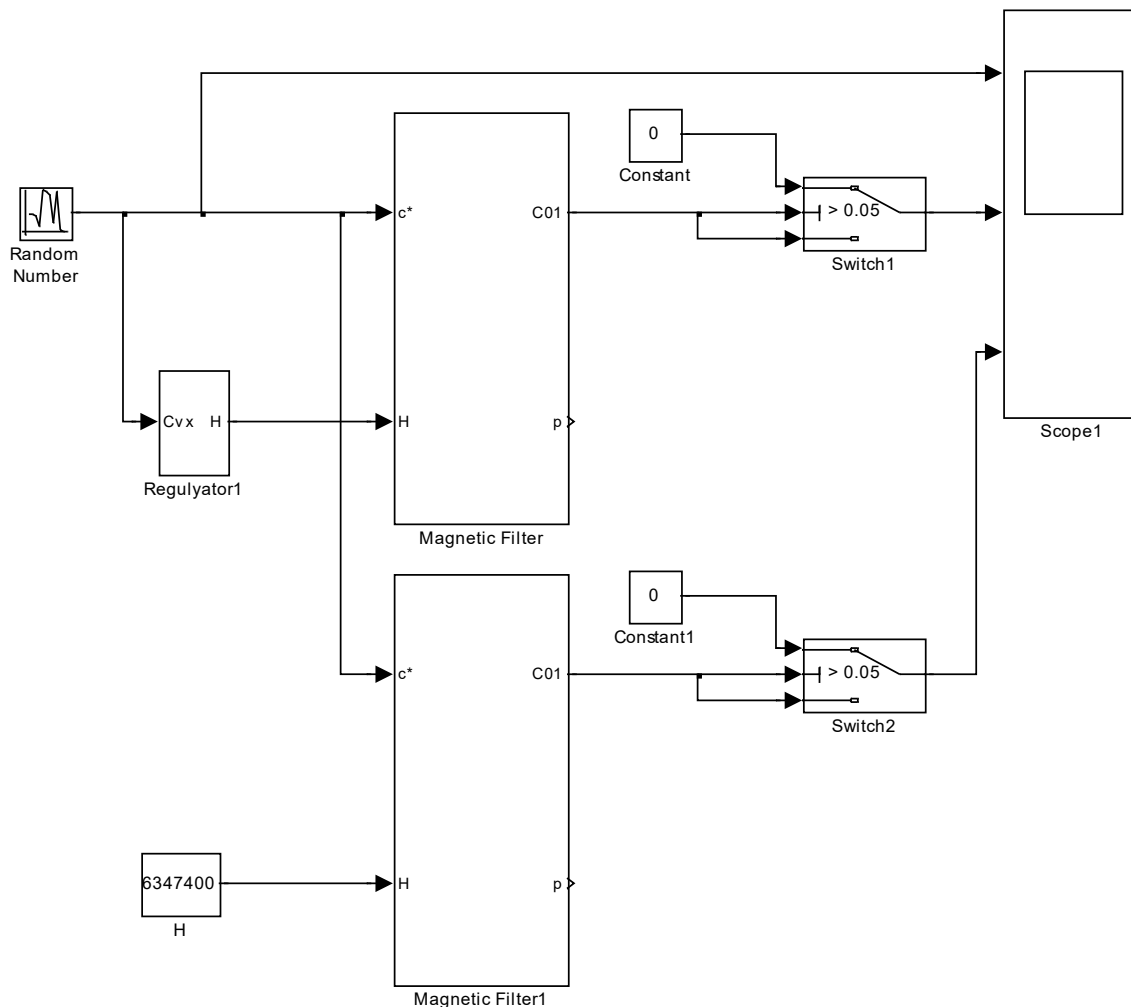 0
Constant
c*
C01
> 0.05
Switch1
Random
Number
Cvx
H
Regulyator1
H
p
Magnetic Filter
Scope1
0
Constant1
c*
C01
> 0.05
Switch2
6347400
H
H
p
Magnetic Filter1